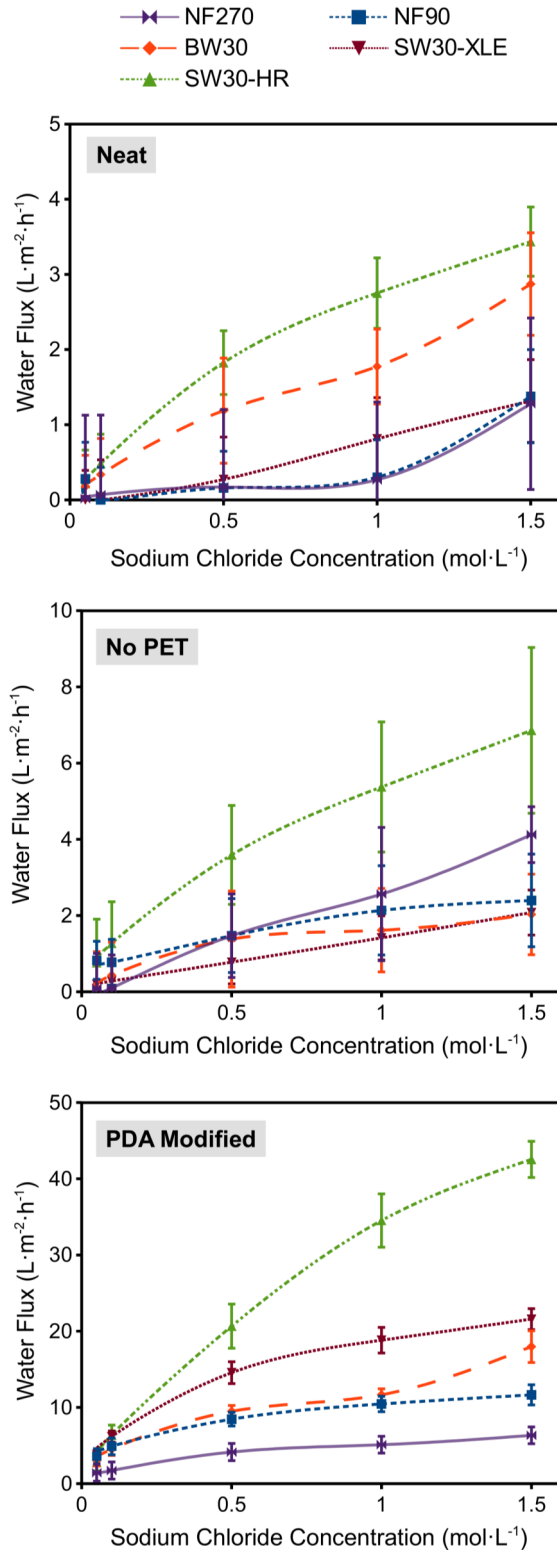 NF270 NF90
BW30 SW30-XLE
SW30-HR
Neat
Water Flux (L·m⁻²·h⁻¹)
5
4
3
2
1
0
0 0.5 1 1.5
Sodium Chloride Concentration (mol·L⁻¹)
No PET
Water Flux (L·m⁻²·h⁻¹)
10
8
6
4
2
0
0 0.5 1 1.5
Sodium Chloride Concentration (mol·L⁻¹)
PDA Modified
Water Flux (L·m⁻²·h⁻¹)
50
40
30
20
10
0
0 0.5 1 1.5
Sodium Chloride Concentration (mol·L⁻¹)